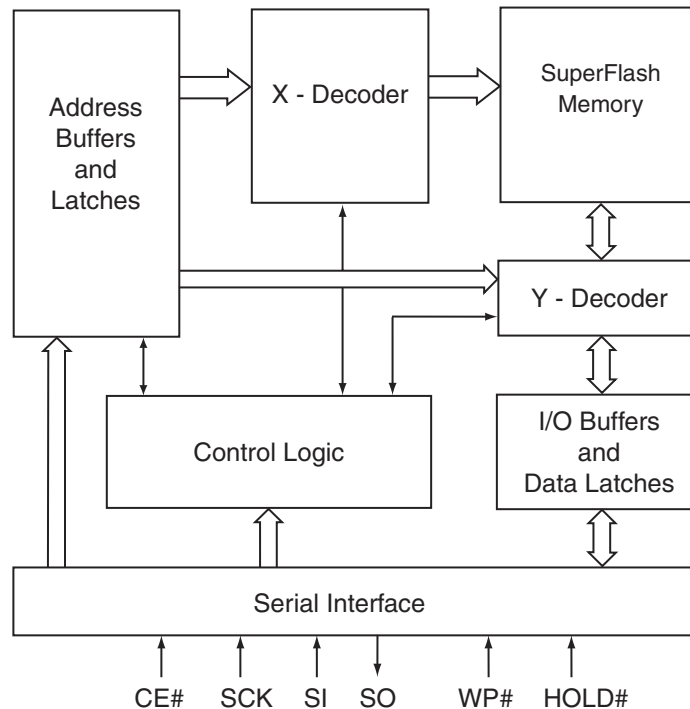 Address
Buffers
and
Latches
X - Decoder
SuperFlash
Memory
Y - Decoder
Control Logic
I/O Buffers
and
Data Latches
Serial Interface
CE# SCK SI SO WP# HOLD#